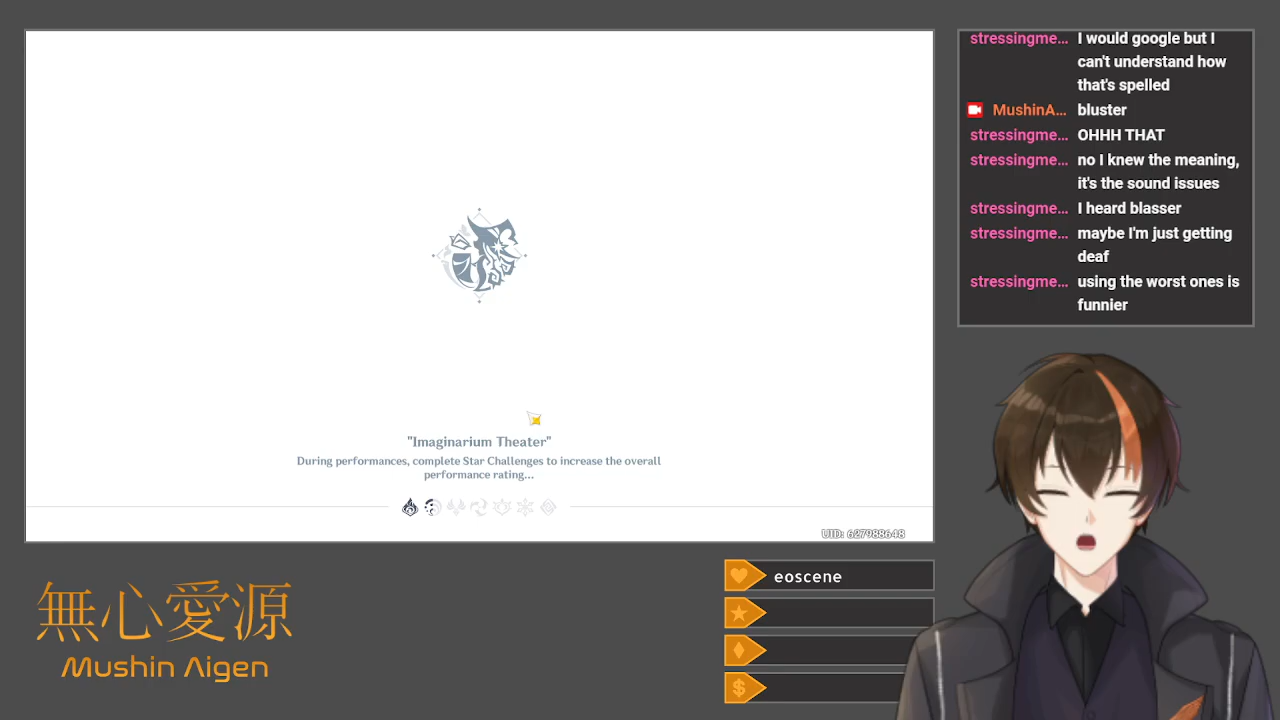 stressingme... I would google but I
can't understand how
that's spelled
MushinA... bluster
stressingme... OHHH THAT
stressingme... no I knew the meaning,
it's the sound issues
stressingme... I heard blasser
stressingme... maybe I'm just getting
deaf
stressingme... using the worst ones is
funnier
"Imaginarium Theater"
During performances, complete Star Challenges to increase the overall
performance rating...
UID: 627988648
eoscene
無心愛源
Mushin Aigen